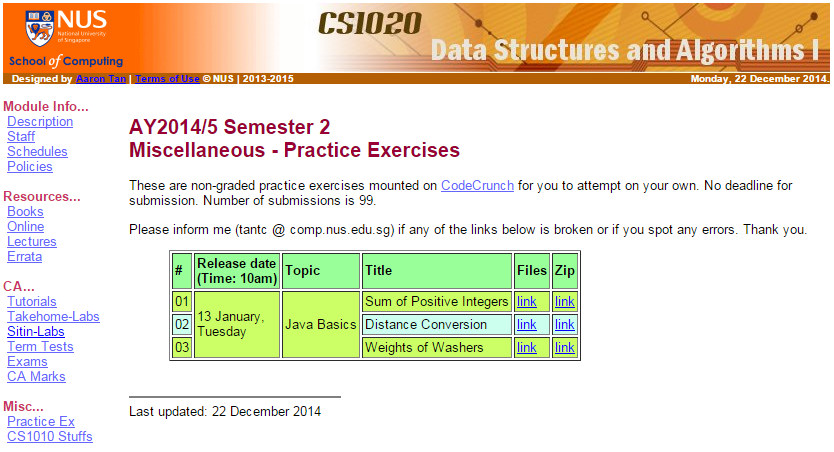 NUS
National University
of Singapore
School of Computing
CS1020
Data Structures and Algorithms I
Designed by Aaron Tan | Terms of Use © NUS | 2013-2015
Monday, 22 December 2014.
Module Info...
Description
Staff
Schedules
Policies
Resources...
Books
Online
Lectures
Errata
CA...
Tutorials
Takehome-Labs
Sitin-Labs
Term Tests
Exams
CA Marks
Misc...
Practice Ex
CS1010 Stuffs
AY2014/5 Semester 2
Miscellaneous - Practice Exercises
These are non-graded practice exercises mounted on CodeCrunch for you to attempt on your own. No deadline for
submission. Number of submissions is 99.
Please inform me (tantc @ comp.nus.edu.sg) if any of the links below is broken or if you spot any errors. Thank you.
# Release date (Time: 10am) Topic Title Files Zip
01 13 January, Tuesday Java Basics Sum of Positive Integers link link
02 Distance Conversion link link
03 Weights of Washers link link
Last updated: 22 December 2014